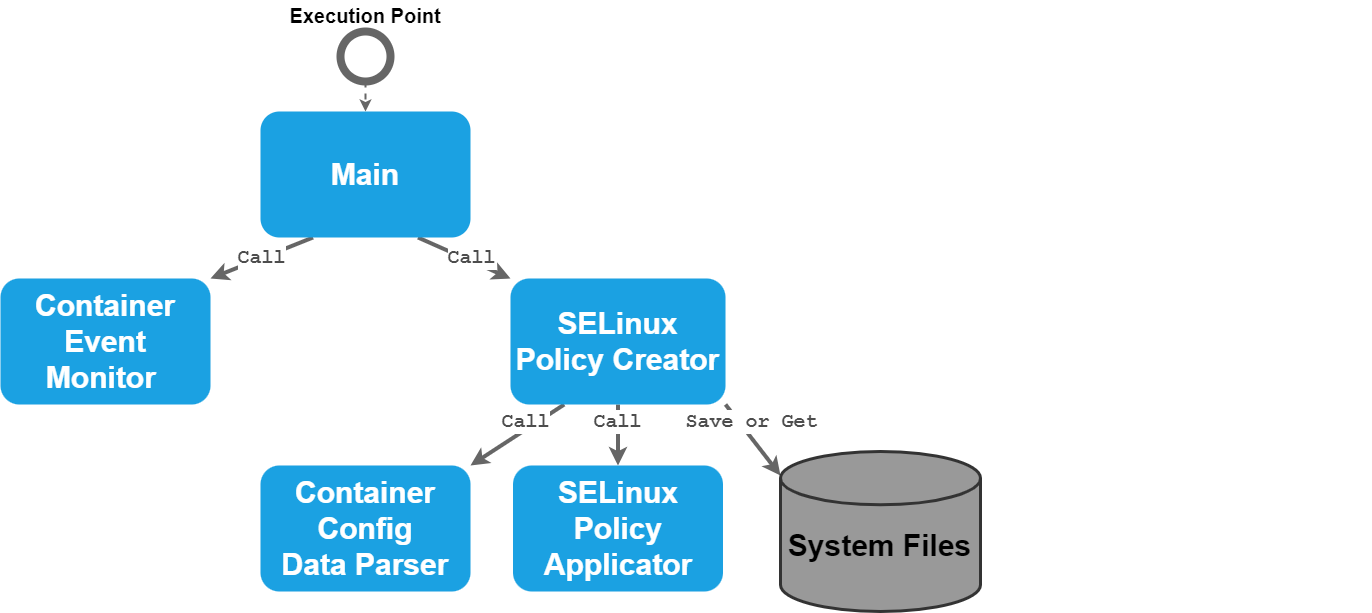 Execution Point
Main
Call
Call
Container
Event
Monitor
SELinux
Policy Creator
Call
Call
Save or Get
Container
Config
Data Parser
SELinux
Policy
Applicator
System Files